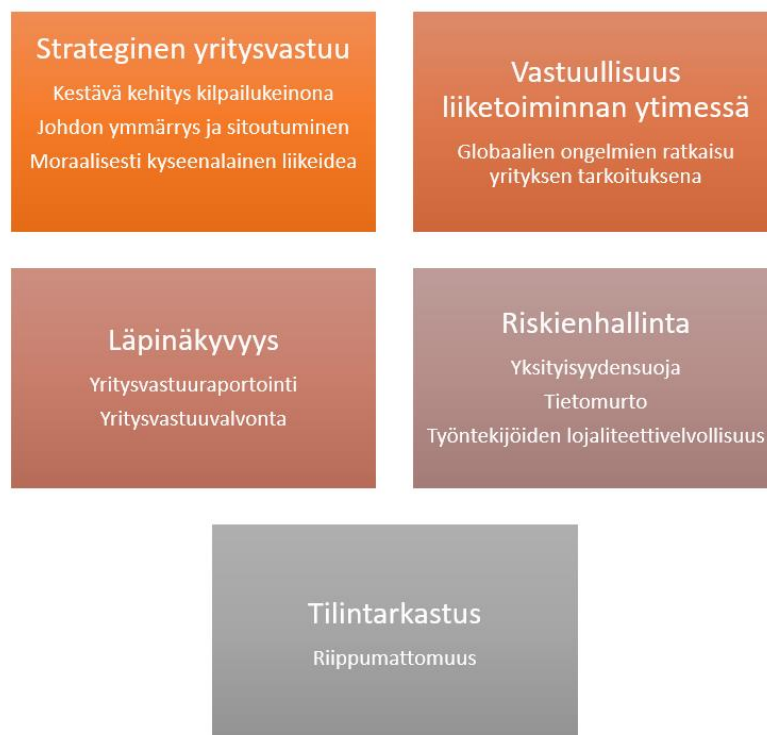 Strateginen yritysvastuu
Kestävä kehitys kilpailukeinona
Johdon ymmärrys ja sitoutuminen
Moraalisesti kyseenalainen liikeidea
Vastuullisuus
liiketoiminnan ytimessä
Globaalien ongelmien ratkaisu
yrityksen tarkoituksena
Läpinäkyvyys
Yritysvastuuraportointi
Yritysvastuuvalvonta
Riskienhallinta
Yksityisyydensuoja
Tietomurto
Työntekijöiden lojaliteettivelvollisuus
Tilintarkastus
Riippumattomuus